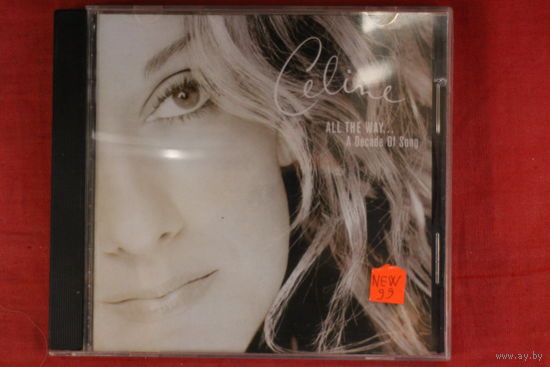 Celine
ALL THE WAY...
A Decade Of Song
NEW
99
www.ay.by